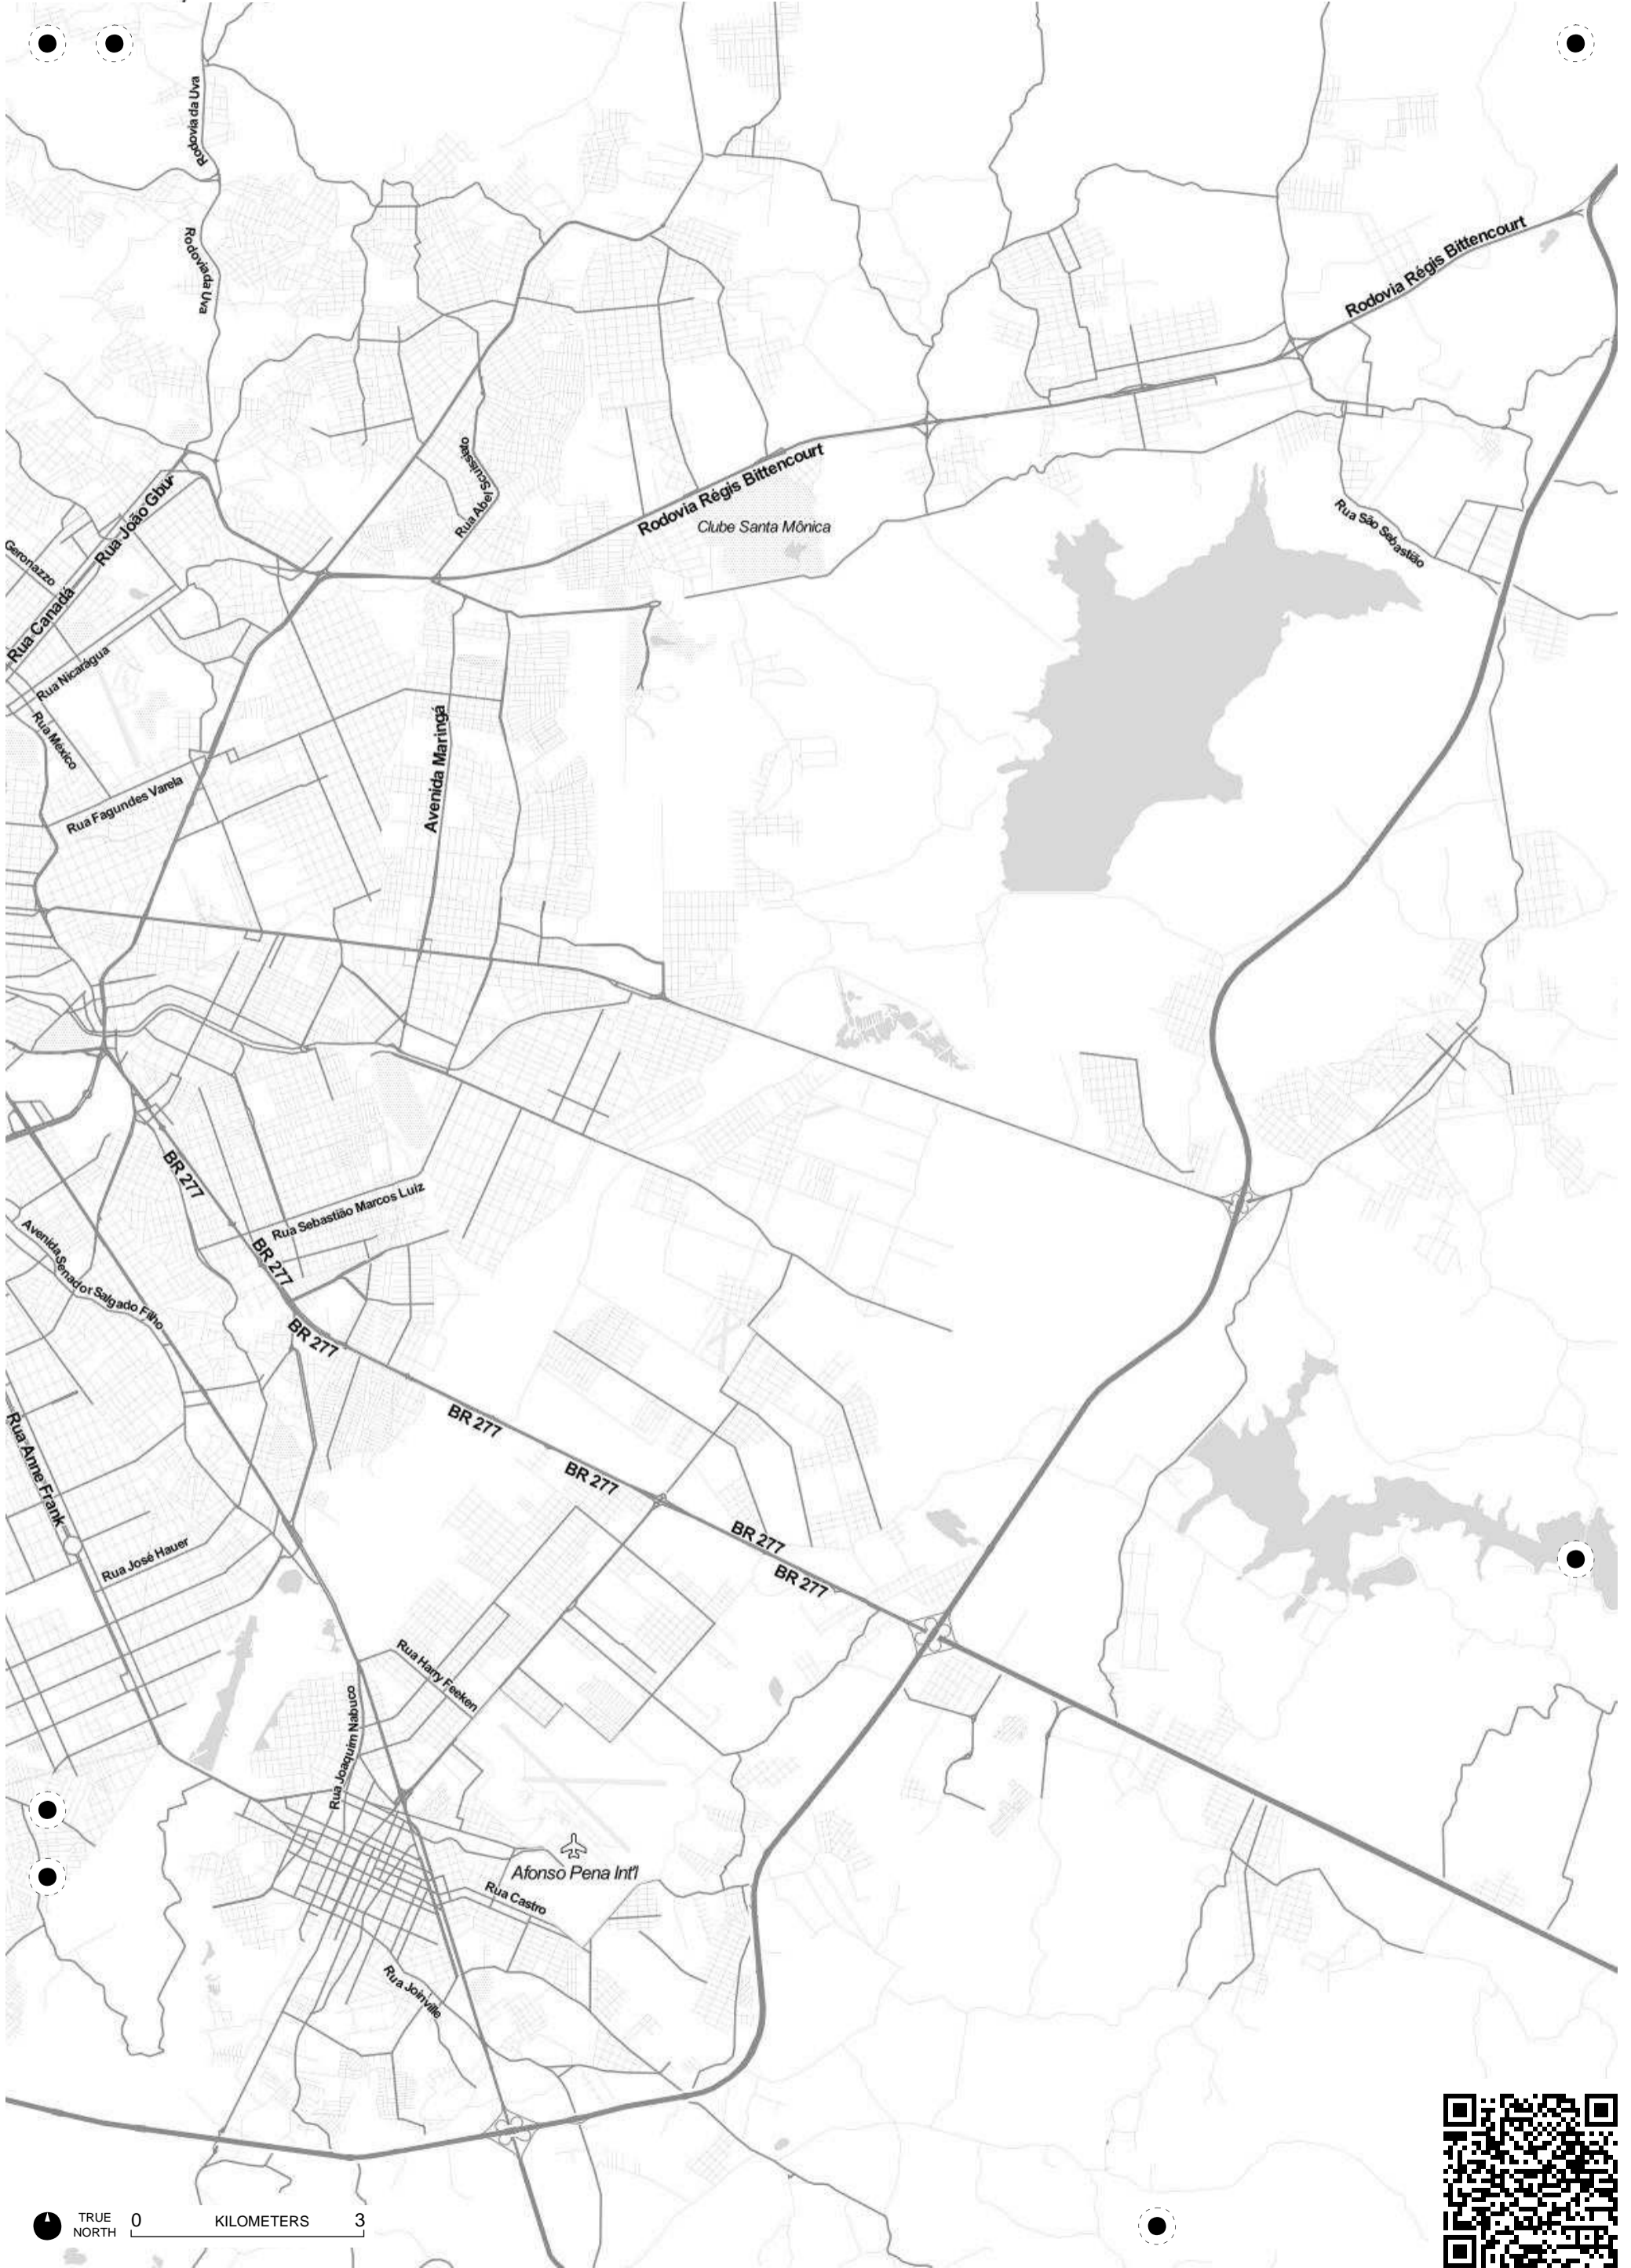 Rodovia da Uva
Rodovia da Uva
Rodovia Régis Bittencourt
Rua João Gbur
Rua Abel Scuissiato
Rodovia Régis Bittencourt
Clube Santa Mônica
Rua São Sebastião
Geronazzo
Rua Canadá
Rua Nicarágua
Rua México
Avenida Maringá
Rua Fagundes Varela
BR 277
Rua Sebastião Marcos Luiz
BR 277
Avenida Senador Salgado Filho
BR 277
BR 277
Rua Anne Frank
BR 277
BR 277
Rua José Hauer
BR 277
Rua Harry Feeken
Rua Joaquim Nabuco
Afonso Pena Int'l
Rua Castro
Rua Joinville
TRUE
NORTH
0 KILOMETERS 3